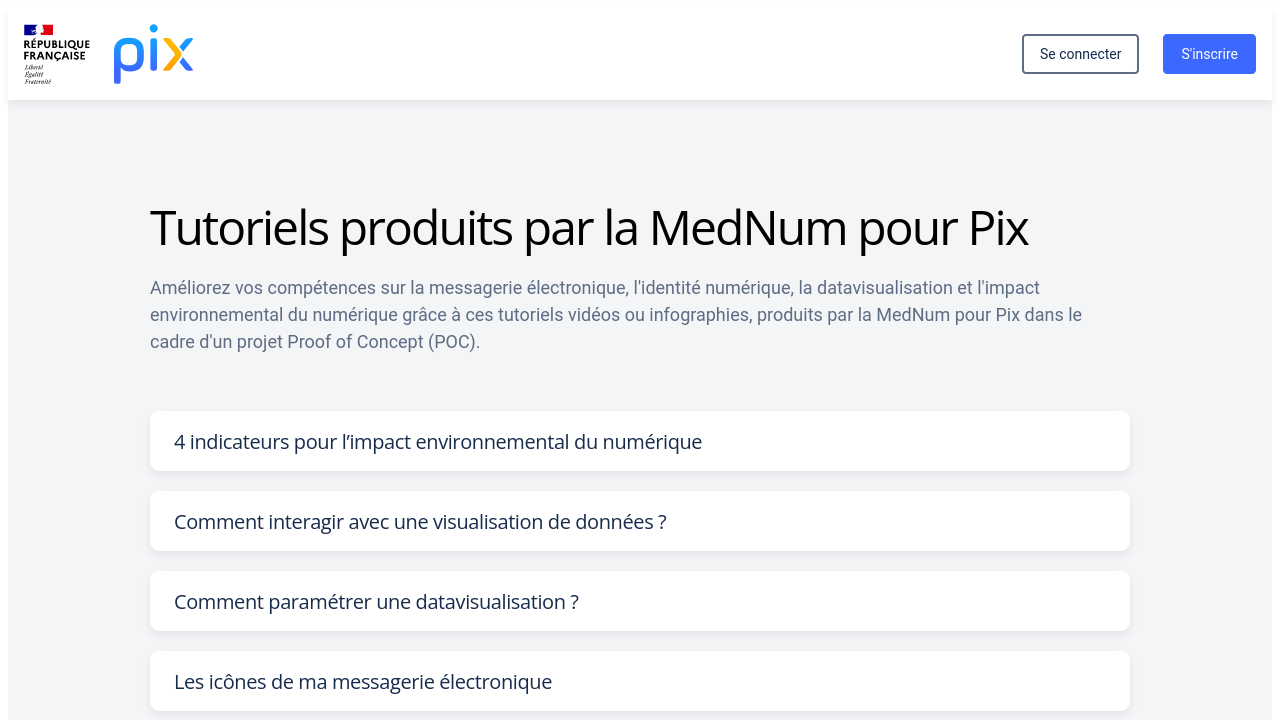 RÉPUBLIQUE
FRANÇAISE
Liberté
Égalité
Fraternité
pix
Se connecter
S'inscrire
Tutoriels produits par la MedNum pour Pix
Améliorez vos compétences sur la messagerie électronique, l'identité numérique, la datavisualisation et l'impact
environnemental du numérique grâce à ces tutoriels vidéos ou infographies, produits par la MedNum pour Pix dans le
cadre d'un projet Proof of Concept (POC).
4 indicateurs pour l’impact environnemental du numérique
Comment interagir avec une visualisation de données ?
Comment paramétrer une datavisualisation ?
Les icônes de ma messagerie électronique